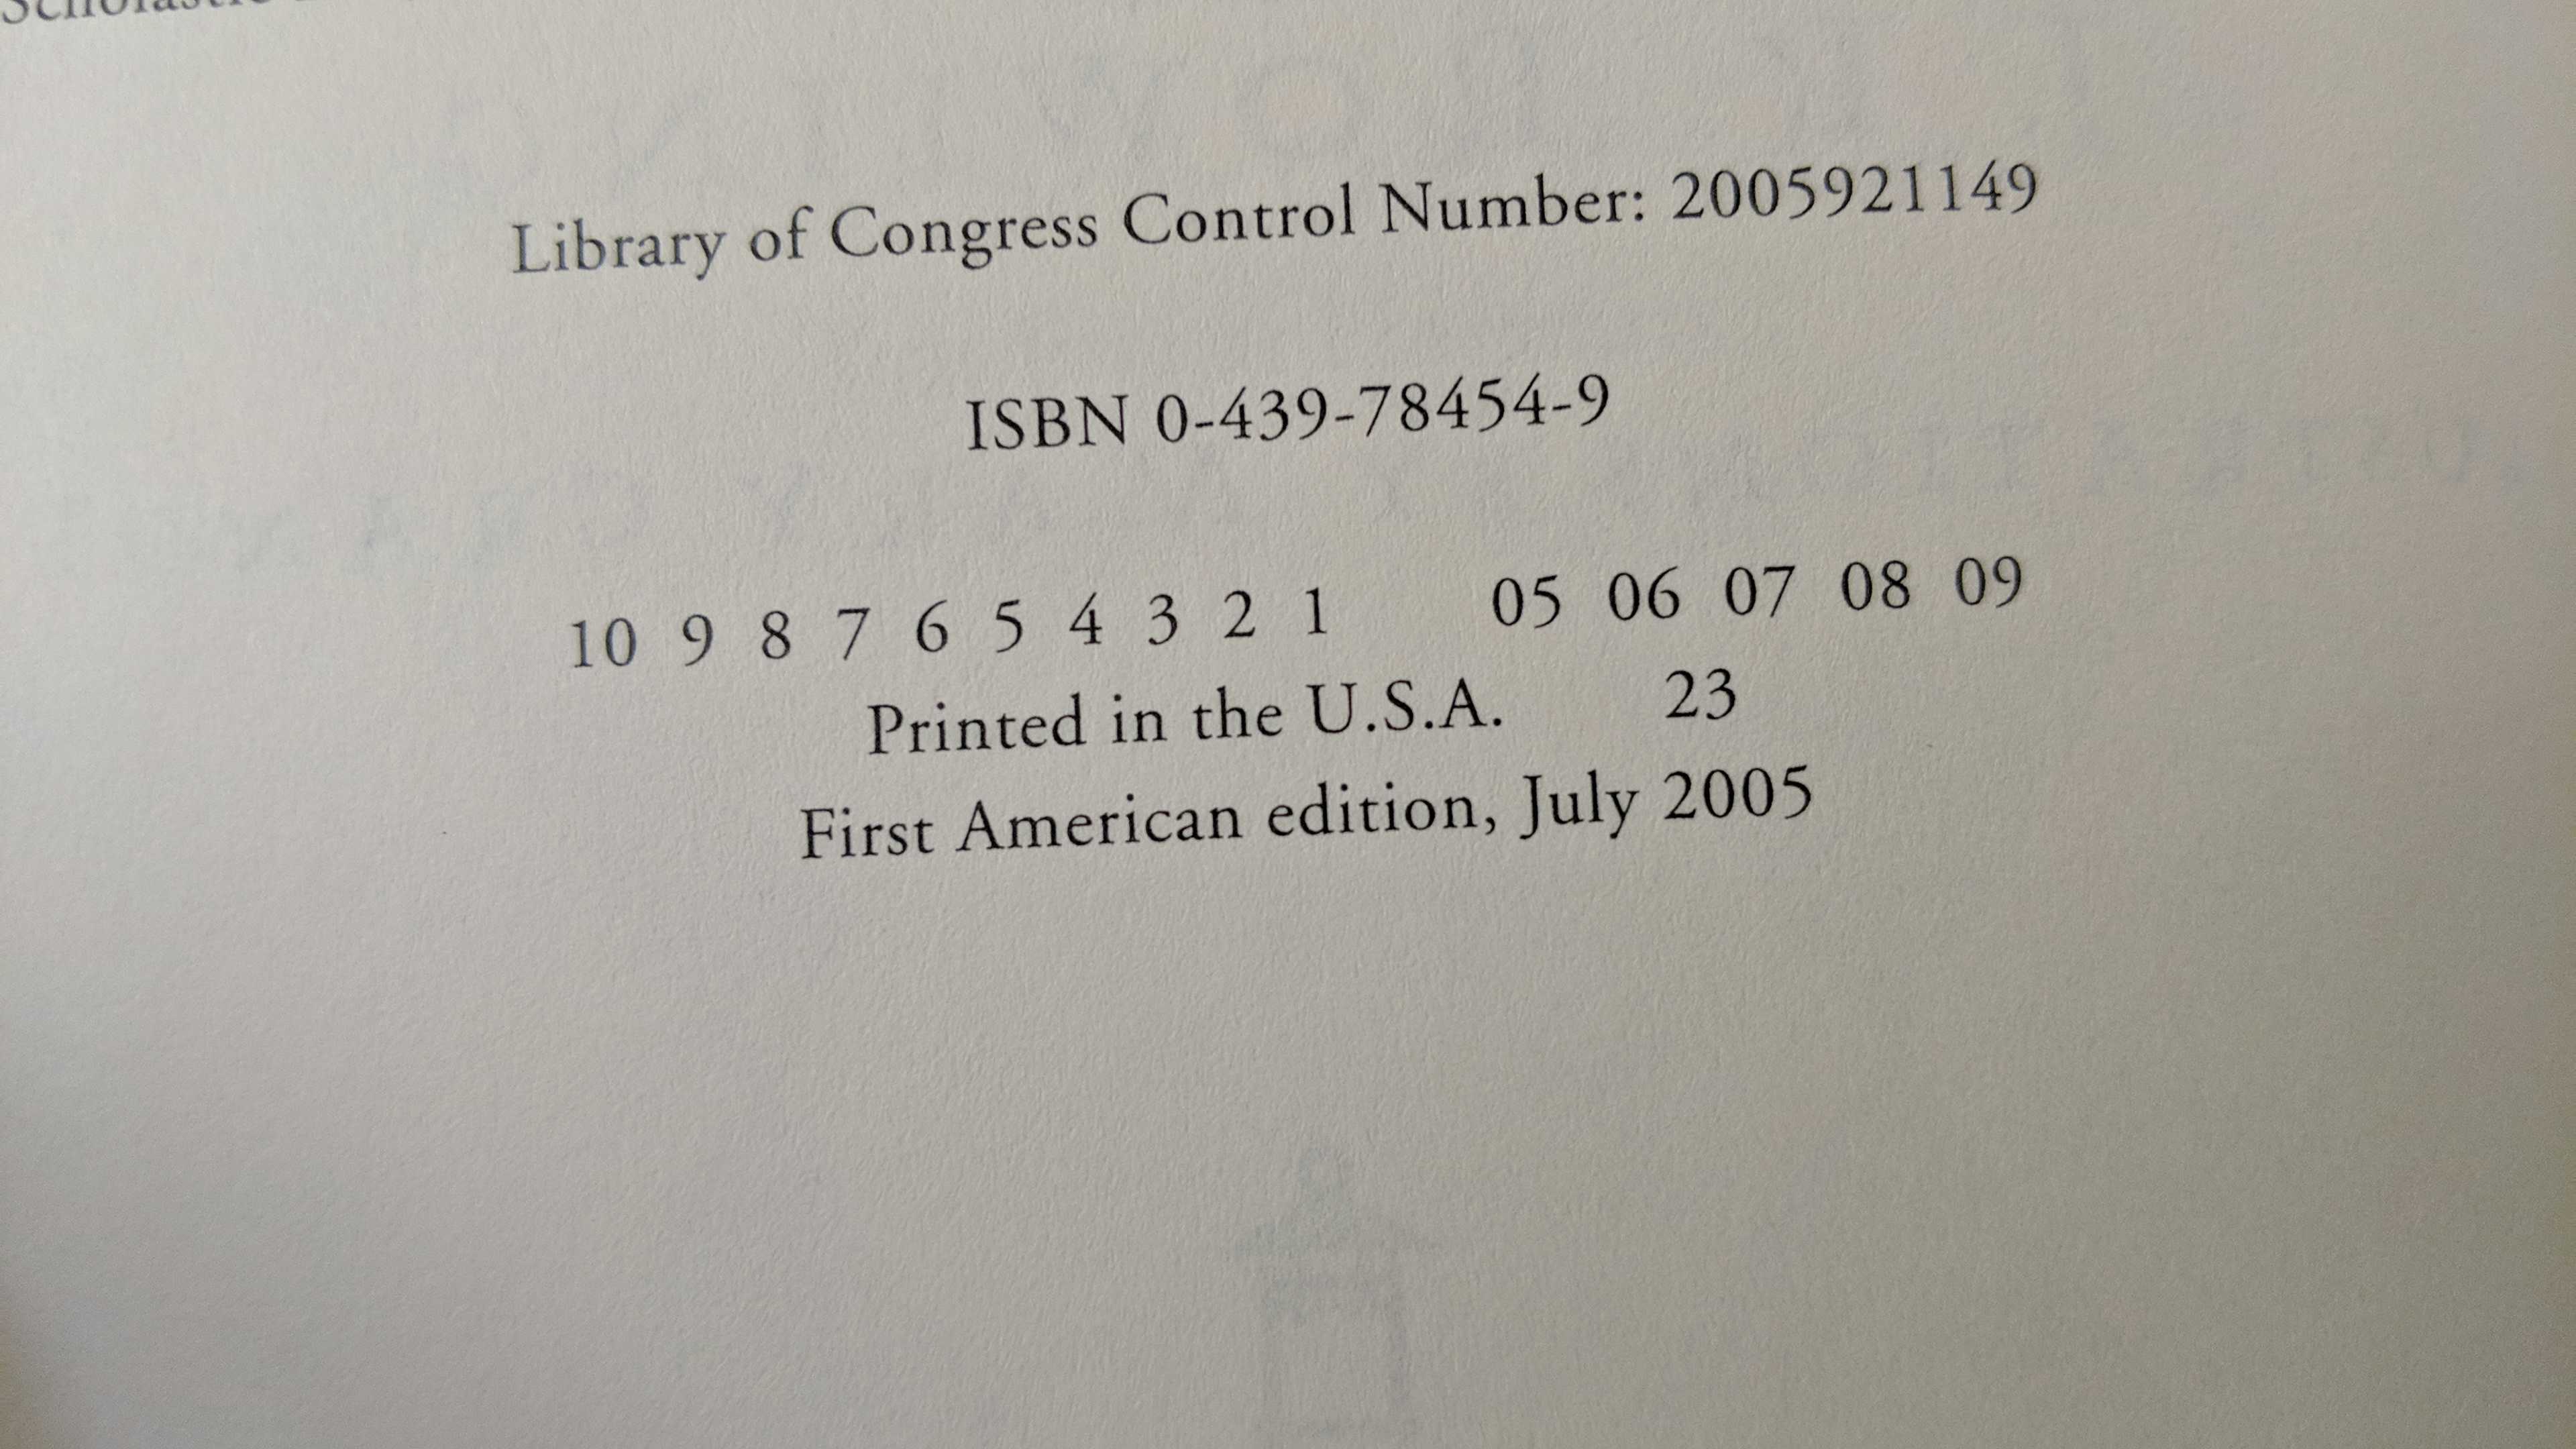 Scholastic
Library of Congress Control Number: 2005921149
ISBN 0-439-78454-9
10 9 8 7 6 5 4 3 2 1 05 06 07 08 09
Printed in the U.S.A. 23
First American edition, July 2005